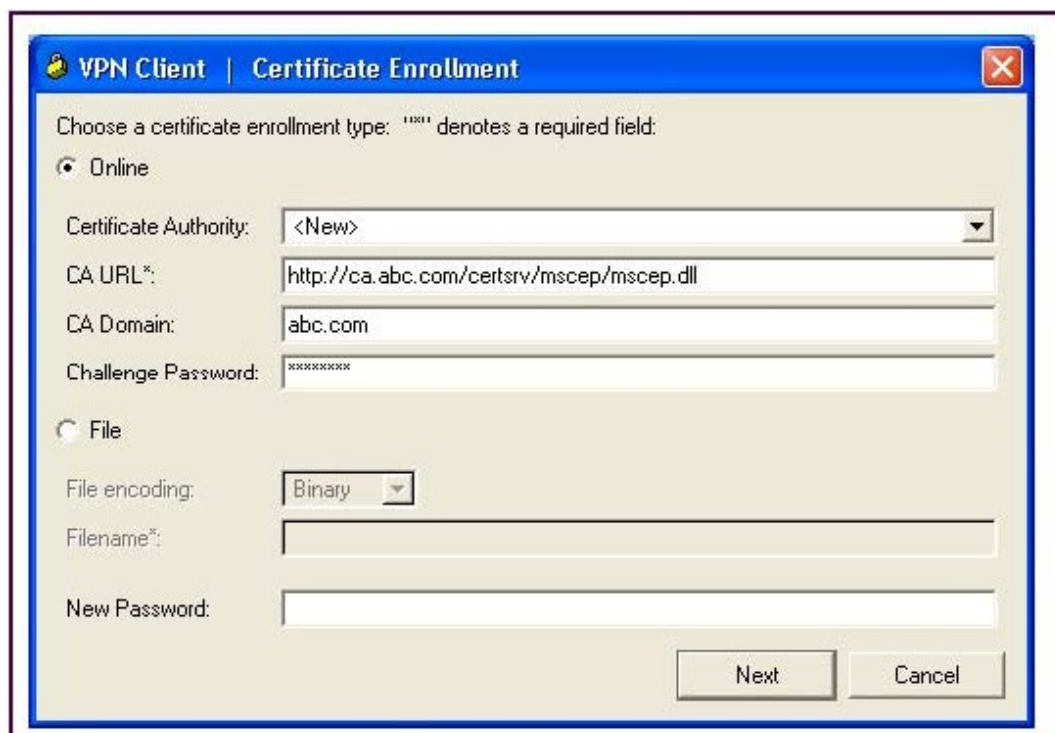 VPN Client | Certificate Enrollment
Choose a certificate enrollment type: "*" denotes a required field:
Online
Certificate Authority: <New>
CA URL*: http://ca.abc.com/certsrv/mscep/mscep.dll
CA Domain: abc.com
Challenge Password: ********
File
File encoding: Binary
Filename*:
New Password:
Next Cancel